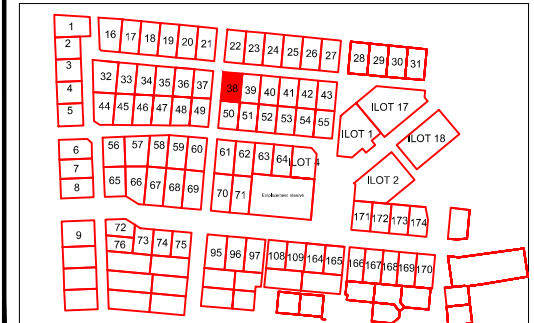 1
2
3
4
5
16 17 18 19 20 21
22 23 24 25 26 27
28 29 30 31
32 33 34 35 36 37
44 45 46 47 48 49
38 39 40 41 42 43
50 51 52 53 54 55
ILOT 17
ILOT 1
ILOT 18
6
7
8
56 57 58 59 60
65 66 67 68 69
61 62 63 64 ILOT 4
70 71 Emplacement réservé
ILOT 2
171 172 173 174
9
72
76 73 74 75
95 96 97
108 109 164 165
166 167 168 169 170